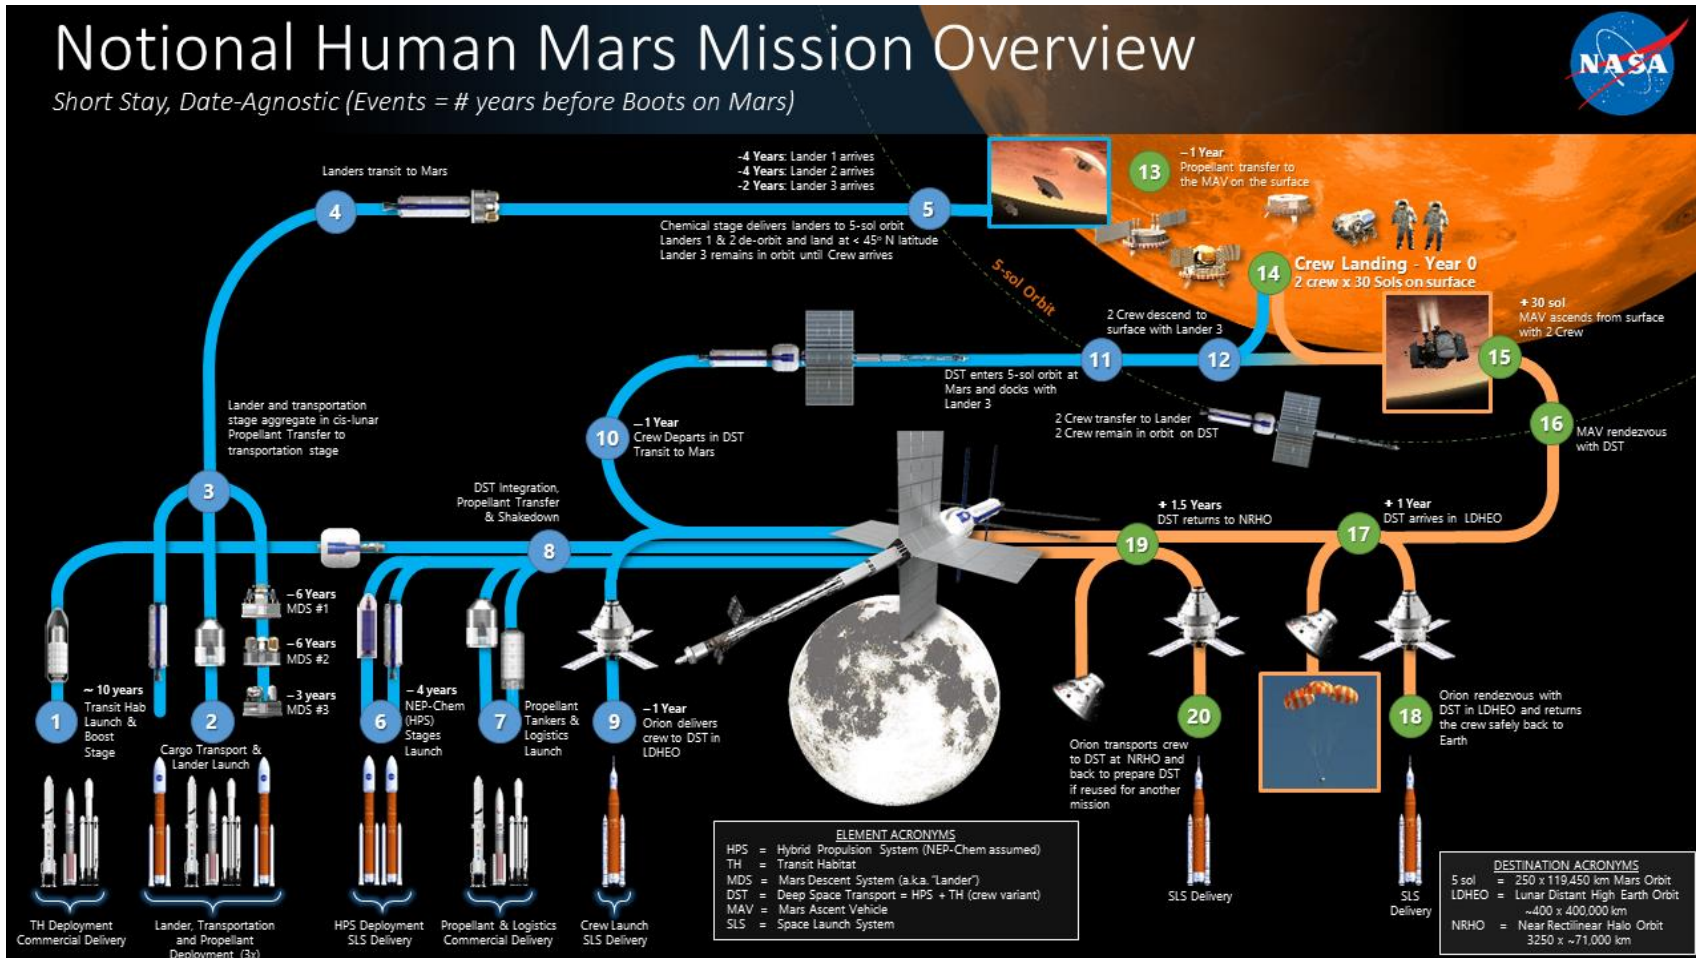 Notional Human Mars Mission Overview
Short Stay, Date-Agnostic (Events = # years before Boots on Mars)
NASA
Landers transit to Mars
4
-4 Years: Lander 1 arrives
-4 Years: Lander 2 arrives
-2 Years: Lander 3 arrives
5
Chemical stage delivers landers to 5-sol orbit
Landers 1 & 2 de-orbit and land at < 45° N latitude
Lander 3 remains in orbit until Crew arrives
13
–1 Year
Propellant transfer to
the MAV on the surface
5-sol Orbit
14
Crew Landing - Year 0
2 crew x 30 Sols on surface
2 Crew descend to
surface with Lander 3
11
12
DST enters 5-sol orbit at
Mars and docks with
Lander 3
+ 30 sol
MAV ascends from surface
with 2 Crew
15
2 Crew transfer to Lander
2 Crew remain in orbit on DST
16
MAV rendezvous
with DST
Lander and transportation
stage aggregate in cis-lunar
Propellant Transfer to
transportation stage
3
10
–1 Year
Crew Departs in DST
Transit to Mars
DST Integration,
Propellant Transfer
& Shakedown
8
+ 1.5 Years
DST returns to NRHO
19
+ 1 Year
DST arrives in LDHEO
17
–6 Years
MDS #1
–6 Years
MDS #2
–3 years
MDS #3
1
~ 10 years
Transit Hab
Launch &
Boost
Stage
2
Cargo Transport &
Lander Launch
6
– 4 years
NEP-Chem
(HPS)
Stages
Launch
7
Propellant
Tankers &
Logistics
Launch
9
–1 Year
Orion delivers
crew to DST in
LDHEO
20
Orion transports crew
to DST at NRHO and
back to prepare DST
if reused for another
mission
18
Orion rendezvous with
DST in LDHEO and returns
the crew safely back to
Earth
TH Deployment
Commercial Delivery
Lander, Transportation
and Propellant
Deployment (3x)
HPS Deployment
SLS Delivery
Propellant & Logistics
Commercial Delivery
Crew Launch
SLS Delivery
ELEMENT ACRONYMS
HPS = Hybrid Propulsion System (NEP-Chem assumed)
TH = Transit Habitat
MDS = Mars Descent System (a.k.a. "Lander")
DST = Deep Space Transport = HPS + TH (crew variant)
MAV = Mars Ascent Vehicle
SLS = Space Launch System
SLS Delivery
SLS
Delivery
DESTINATION ACRONYMS
5 sol = 250 x 119,450 km Mars Orbit
LDHEO = Lunar Distant High Earth Orbit
~400 x 400,000 km
NRHO = Near Rectilinear Halo Orbit
3250 x ~71,000 km